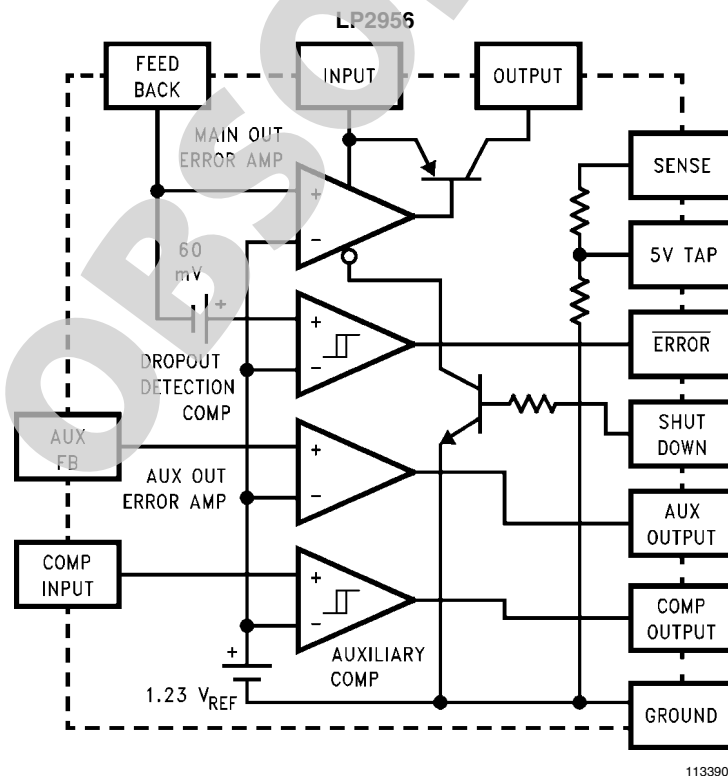 LP2956
FEED
BACK
INPUT
OUTPUT
MAIN OUT
ERROR AMP
SENSE
+
−
60
mV
5V TAP
+
+
−
ERROR
DROPOUT
DETECTION
COMP
AUX
FB
SHUT
DOWN
+
−
AUX OUT
ERROR AMP
AUX
OUTPUT
COMP
INPUT
+
−
COMP
OUTPUT
AUXILIARY
COMP
+
1.23 VREF
GROUND
113390
OBSOL